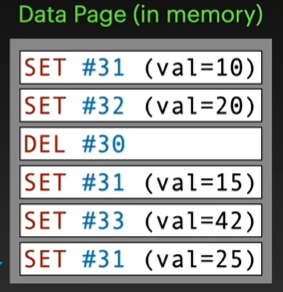 Data Page (in memory)
SET #31 (val=10)
SET #32 (val=20)
DEL #30
SET #31 (val=15)
SET #33 (val=42)
SET #31 (val=25)